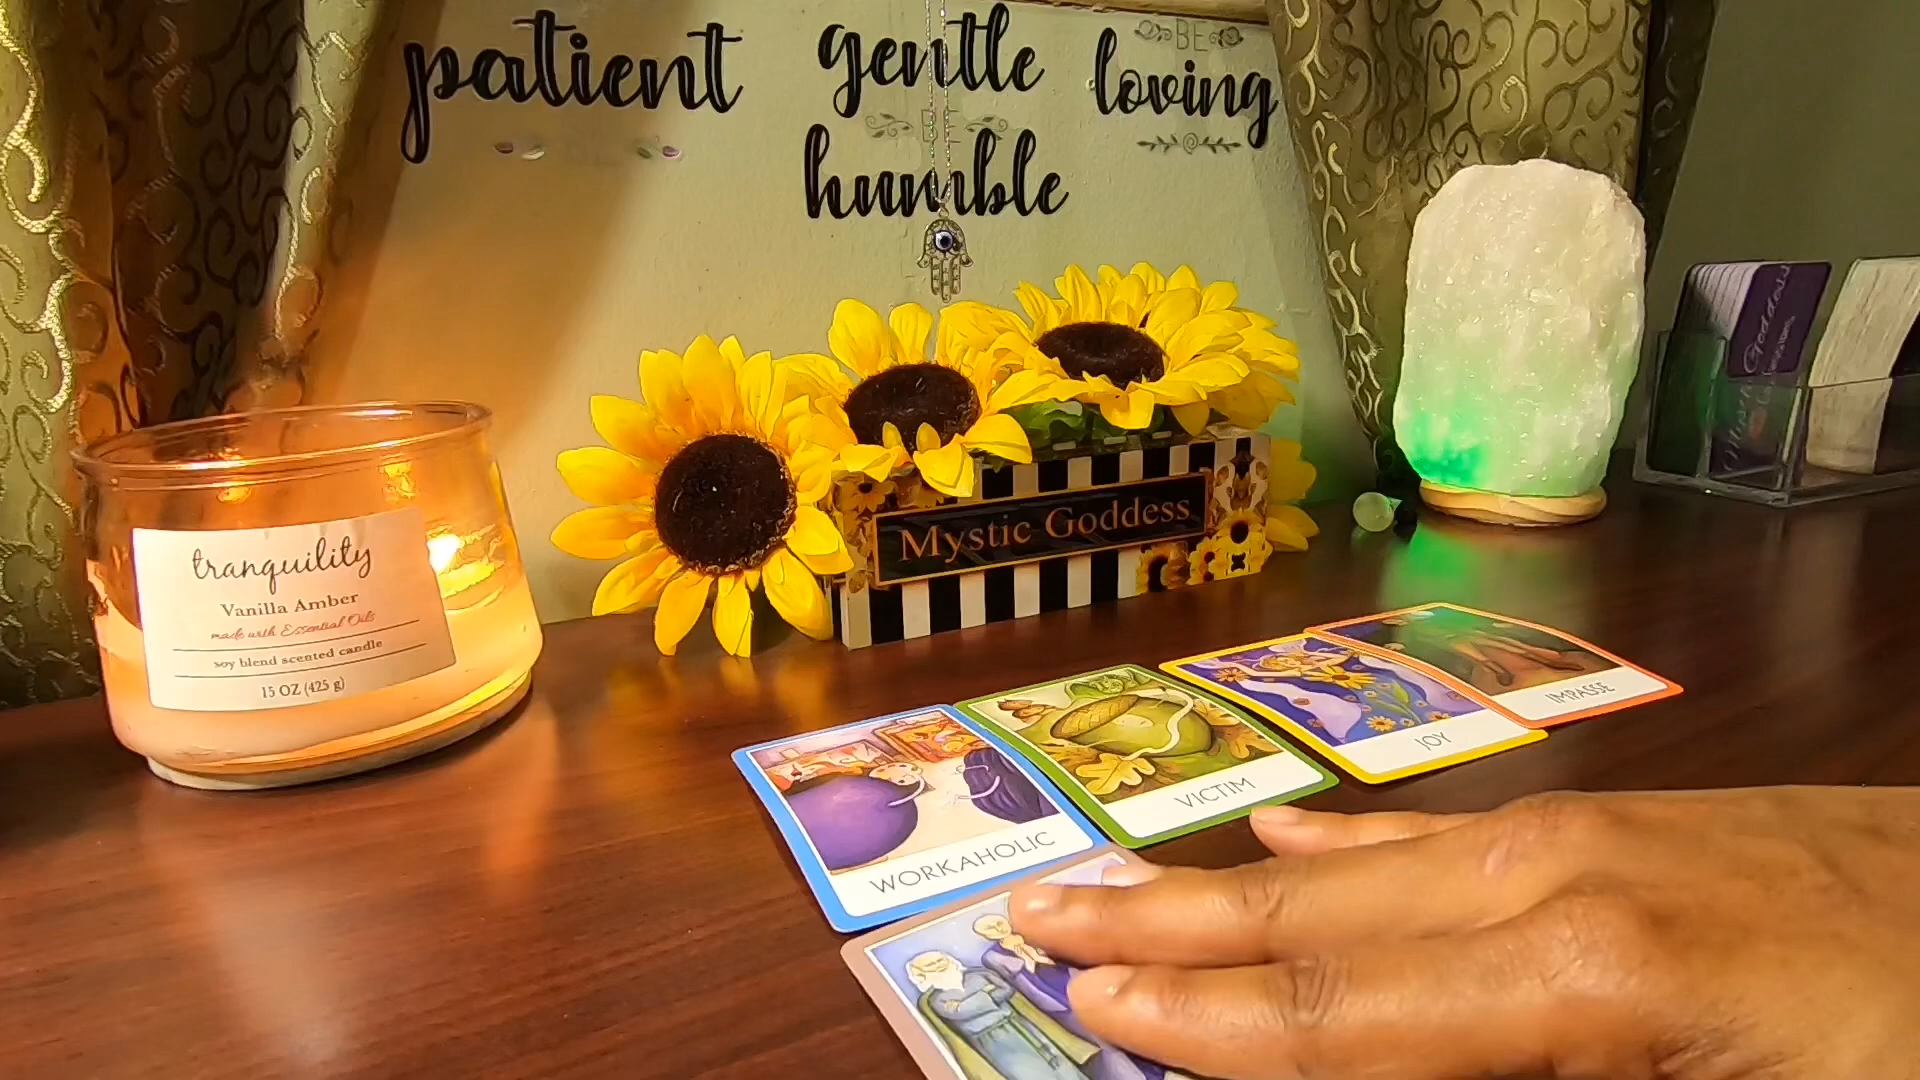 patient
gentle
BE
loving
BE
humble
tranquility
Vanilla Amber
made with Essential Oils
soy blend scented candle
15 OZ (425 g)
Mystic Goddess
WORKAHOLIC
VICTIM
JOY
IMPASSE
Goddess